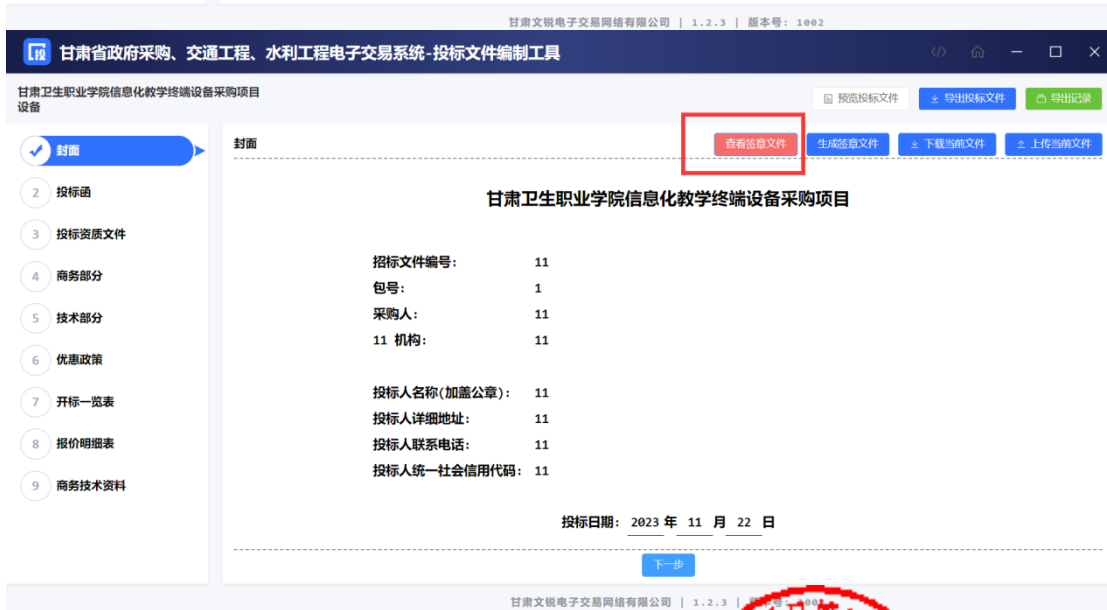 甘肃文锐电子交易网络有限公司 | 1.2.3 | 版本号: 1002
投 甘肃省政府采购、交通工程、水利工程电子交易系统-投标文件编制工具
甘肃卫生职业学院信息化教学终端设备采购项目
设备
预览投标文件 导出投标文件 导出记录
封面
2 投标函
3 投标资质文件
4 商务部分
5 技术部分
6 优惠政策
7 开标一览表
8 报价明细表
9 商务技术资料
封面 查看签章文件 生成签章文件 下载当前文件 上传当前文件
甘肃卫生职业学院信息化教学终端设备采购项目
招标文件编号: 11
包号: 1
采购人: 11
11 机构: 11
投标人名称(加盖公章): 11
投标人详细地址: 11
投标人联系电话: 11
投标人统一社会信用代码: 11
投标日期: 2023 年 11 月 22 日
下一步
甘肃文锐电子交易网络有限公司 | 1.2.3 |